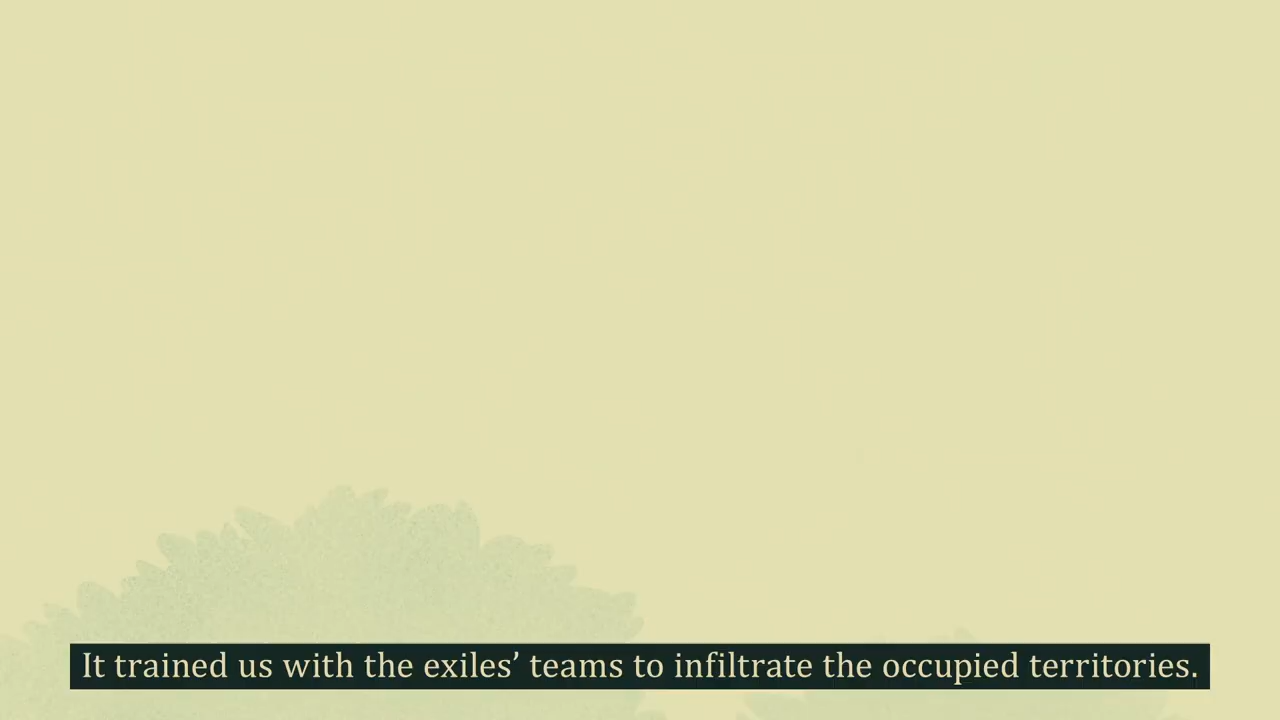 It trained us with the exiles’ teams to infiltrate the occupied territories.